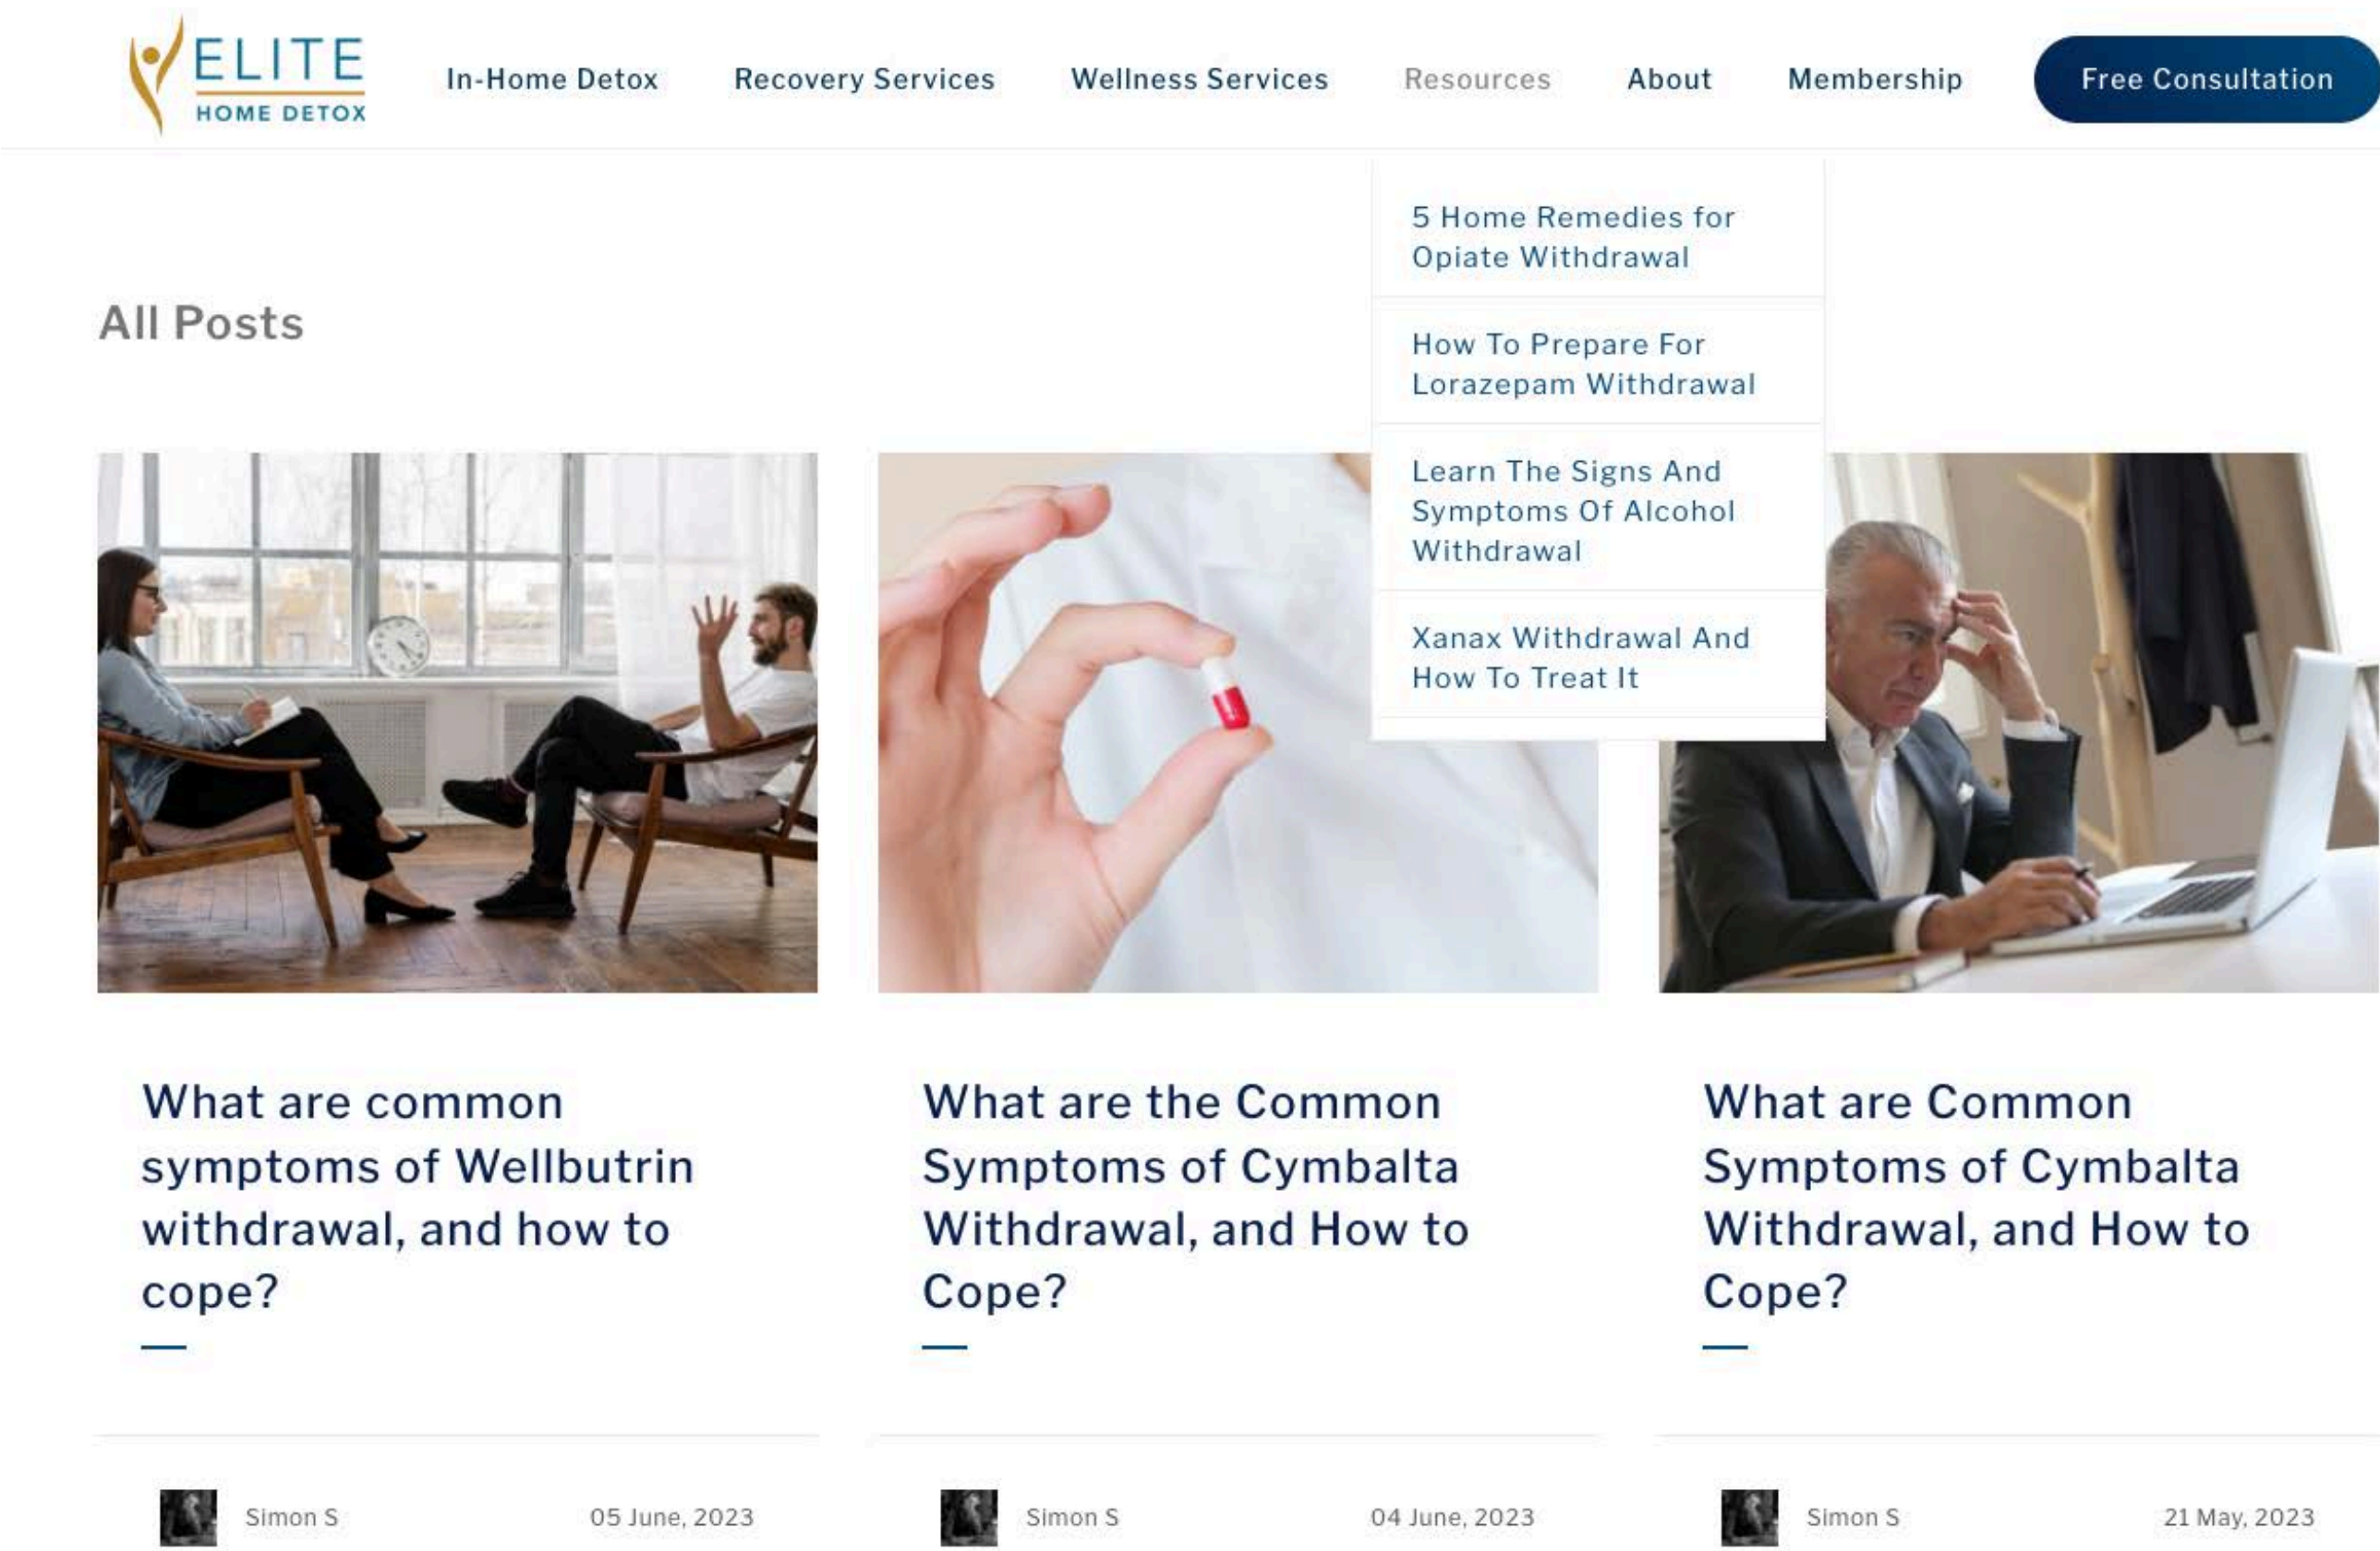 ELITE
HOME DETOX
In-Home Detox
Recovery Services
Wellness Services
Resources
About
Membership
Free Consultation
5 Home Remedies for
Opiate Withdrawal
How To Prepare For
Lorazepam Withdrawal
Learn The Signs And
Symptoms Of Alcohol
Withdrawal
Xanax Withdrawal And
How To Treat It
All Posts
What are common
symptoms of Wellbutrin
withdrawal, and how to
cope?
Simon S
05 June, 2023
What are the Common
Symptoms of Cymbalta
Withdrawal, and How to
Cope?
Simon S
04 June, 2023
What are Common
Symptoms of Cymbalta
Withdrawal, and How to
Cope?
Simon S
21 May, 2023